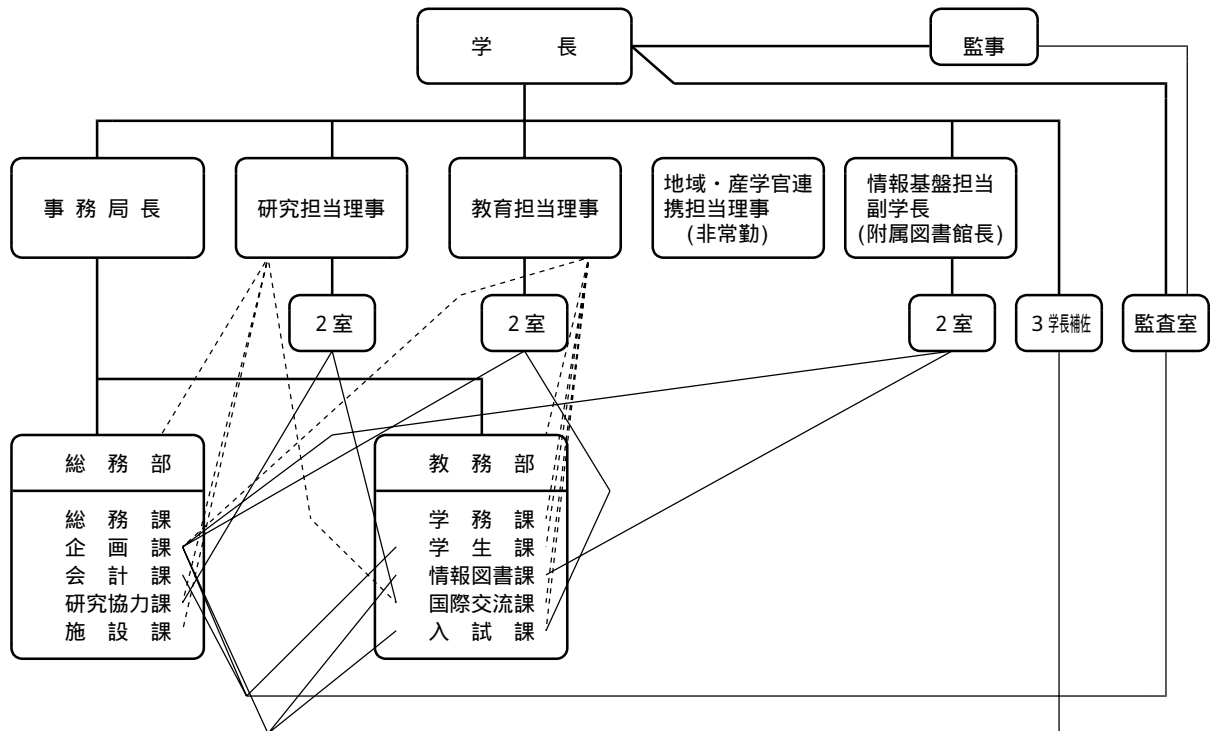 学長
監事
事務局長
研究担当理事
教育担当理事
地域・産学官連
携担当理事
(非常勤)
情報基盤担当
副学長
(附属図書館長)
2室
2室
2室
3学長補佐
監査室
総務部
総務課
企画課
会計課
研究協力課
施設課
教務部
学務課
学生課
情報図書課
国際交流課
入試課